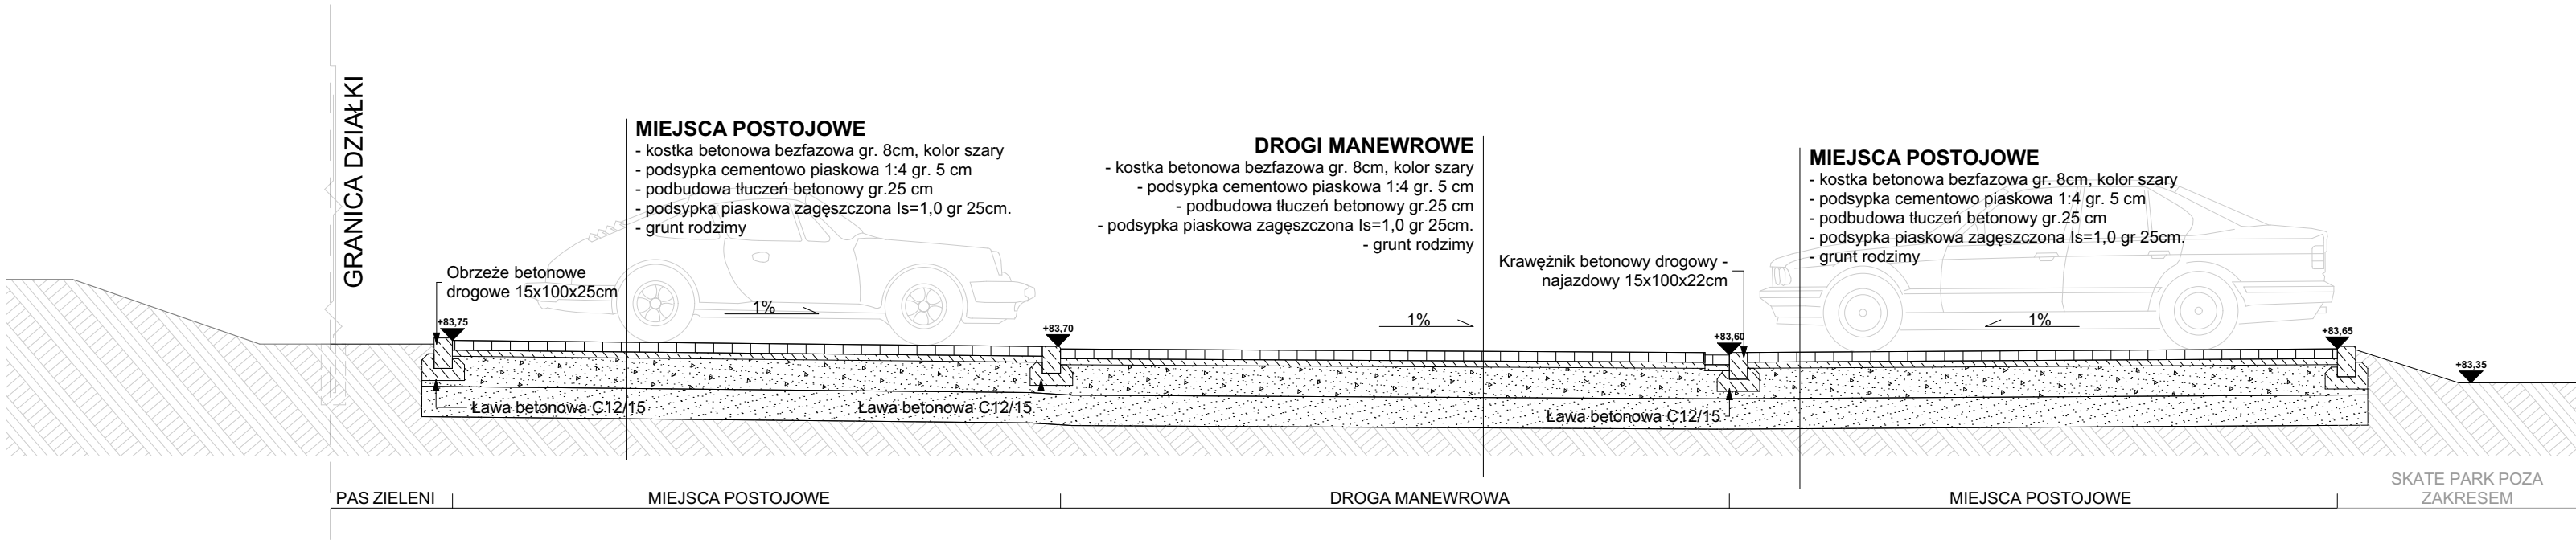 GRANICA DZIAŁKI
MIEJSCA POSTOJOWE
- kostka betonowa bezfazowa gr. 8cm, kolor szary
- podsypka cementowo piaskowa 1:4 gr. 5 cm
- podbudowa tłuczeń betonowy gr.25 cm
- podsypka piaskowa zagęszczona Is=1,0 gr 25cm.
- grunt rodzimy
DROGI MANEWROWE
- kostka betonowa bezfazowa gr. 8cm, kolor szary
- podsypka cementowo piaskowa 1:4 gr. 5 cm
- podbudowa tłuczeń betonowy gr.25 cm
- podsypka piaskowa zagęszczona Is=1,0 gr 25cm.
- grunt rodzimy
MIEJSCA POSTOJOWE
- kostka betonowa bezfazowa gr. 8cm, kolor szary
- podsypka cementowo piaskowa 1:4 gr. 5 cm
- podbudowa tłuczeń betonowy gr.25 cm
- podsypka piaskowa zagęszczona Is=1,0 gr 25cm.
- grunt rodzimy
Obrzeże betonowe
drogowe 15x100x25cm
Krawężnik betonowy drogowy -
najazdowy 15x100x22cm
1%
1%
1%
+83,75
+83,70
+83,60
+83,65
+83,35
Ława betonowa C12/15
Ława betonowa C12/15
Ława betonowa C12/15
PAS ZIELENI
MIEJSCA POSTOJOWE
DROGA MANEWROWA
MIEJSCA POSTOJOWE
SKATE PARK POZA
ZAKRESEM